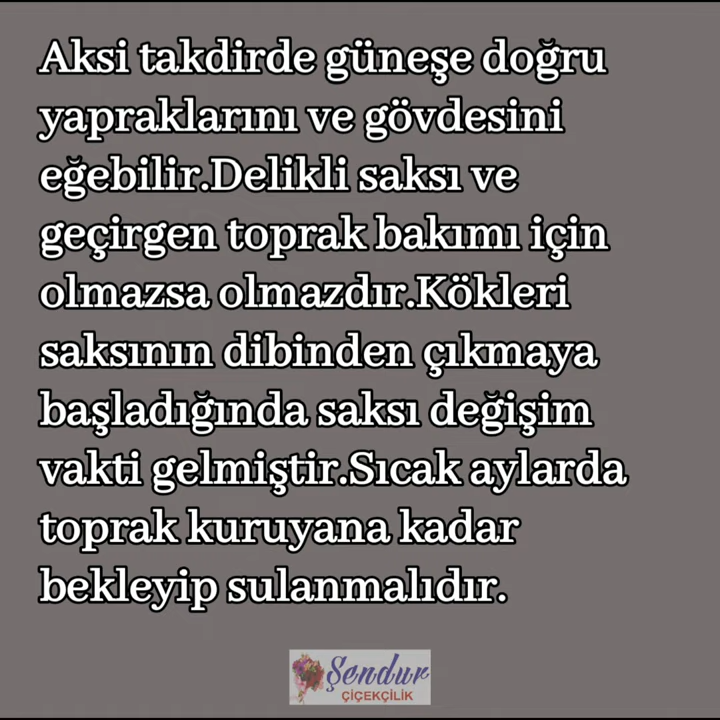 Aksi takdirde güneşe doğru
yapraklarını ve gövdesini
eğebilir.Delikli saksı ve
geçirgen toprak bakımı için
olmazsa olmazdır.Kökleri
saksının dibinden çıkmaya
başladığında saksı değişim
vakti gelmiştir.Sıcak aylarda
toprak kuruyana kadar
bekleyip sulanmalıdır.
Şendur
ÇİÇEKÇİLİK